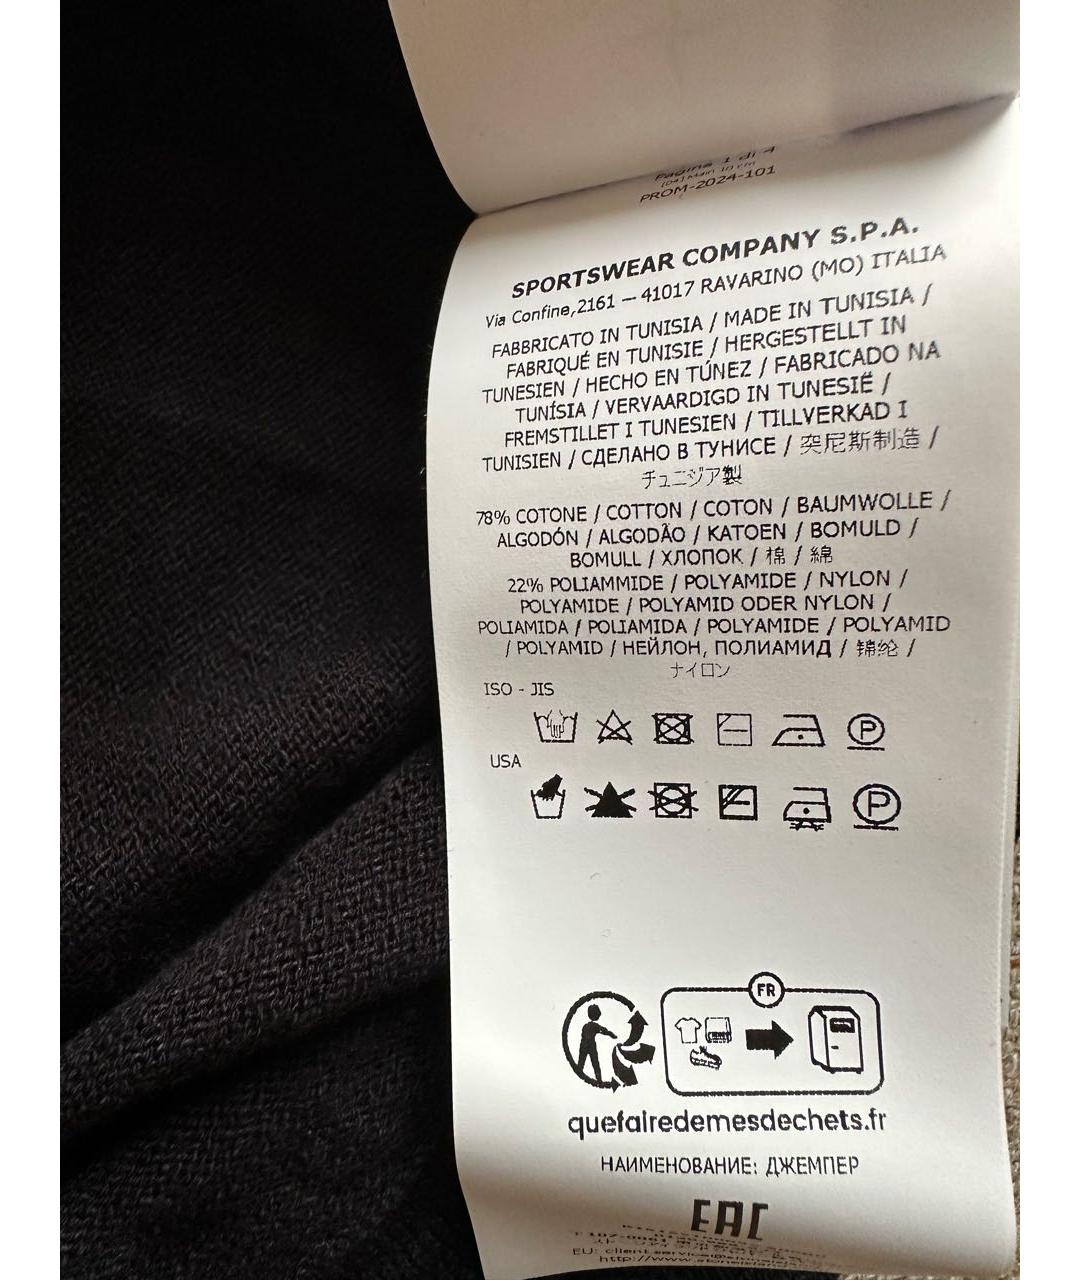 Pagina 1 di 4
PROM-2024-101
SPORTSWEAR COMPANY S.P.A.
Via Confine,2161 – 41017 RAVARINO (MO) ITALIA
FABBRICATO IN TUNISIA / MADE IN TUNISIA /
FABRIQUÉ EN TUNISIE / HERGESTELLT IN
TUNESIEN / HECHO EN TÚNEZ / FABRICADO NA
TUNÍSIA / VERVAARDIGD IN TUNESIË /
FREMSTILLET I TUNESIEN / TILLVERKAD I
TUNISIEN / СДЕЛАНО В ТУНИСЕ / 突尼斯制造 /
チュニジア製
78% COTONE / COTTON / COTON / BAUMWOLLE /
ALGODÓN / ALGODÃO / KATOEN / BOMULD /
BOMULL / ХЛОПОК / 棉 / 綿
22% POLIAMMIDE / POLYAMIDE / NYLON /
POLYAMIDE / POLYAMID ODER NYLON /
POLIAMIDA / POLIAMIDA / POLYAMIDE / POLYAMID
/ POLYAMID / НЕЙЛОН, ПОЛИАМИД / 锦纶 /
ナイロン
ISO - JIS
P
USA
P
FR
quefairedemesdechets.fr
НАИМЕНОВАНИЕ: ДЖЕМПЕР
EAC
EU: